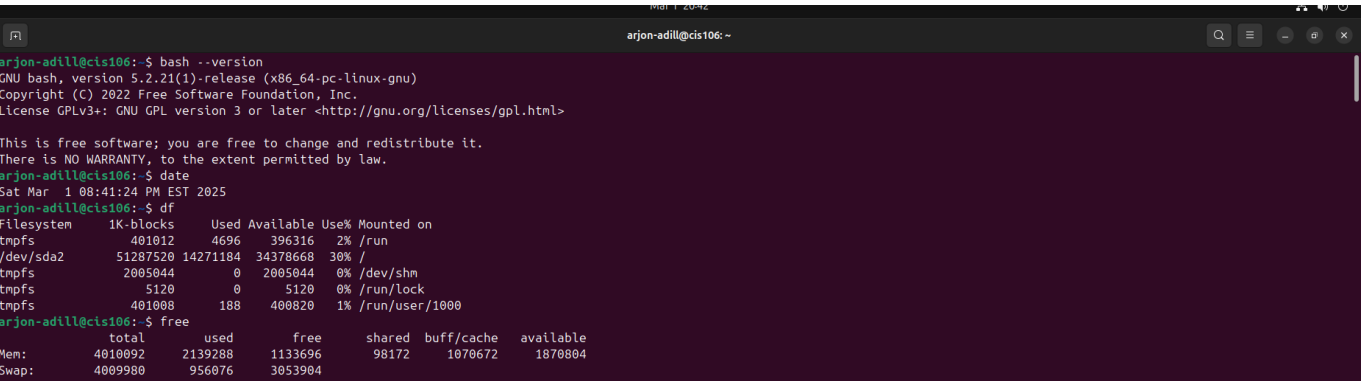 Mar 1 20:42
arjon-adill@cis106: ~
arjon-adill@cis106:~$ bash --version
GNU bash, version 5.2.21(1)-release (x86_64-pc-linux-gnu)
Copyright (C) 2022 Free Software Foundation, Inc.
License GPLv3+: GNU GPL version 3 or later <http://gnu.org/licenses/gpl.html>

This is free software; you are free to change and redistribute it.
There is NO WARRANTY, to the extent permitted by law.
arjon-adill@cis106:~$ date
Sat Mar  1 08:41:24 PM EST 2025
arjon-adill@cis106:~$ df
Filesystem     1K-blocks     Used Available Use% Mounted on
tmpfs             401012     4696    396316   2% /run
/dev/sda2       51287520 14271184  34378668  30% /
tmpfs            2005044        0   2005044   0% /dev/shm
tmpfs               5120        0      5120   0% /run/lock
tmpfs             401008      188    400820   1% /run/user/1000
arjon-adill@cis106:~$ free
               total        used        free      shared  buff/cache   available
Mem:         4010092     2139288     1133696       98172     1070672     1870804
Swap:        4009980      956076     3053904